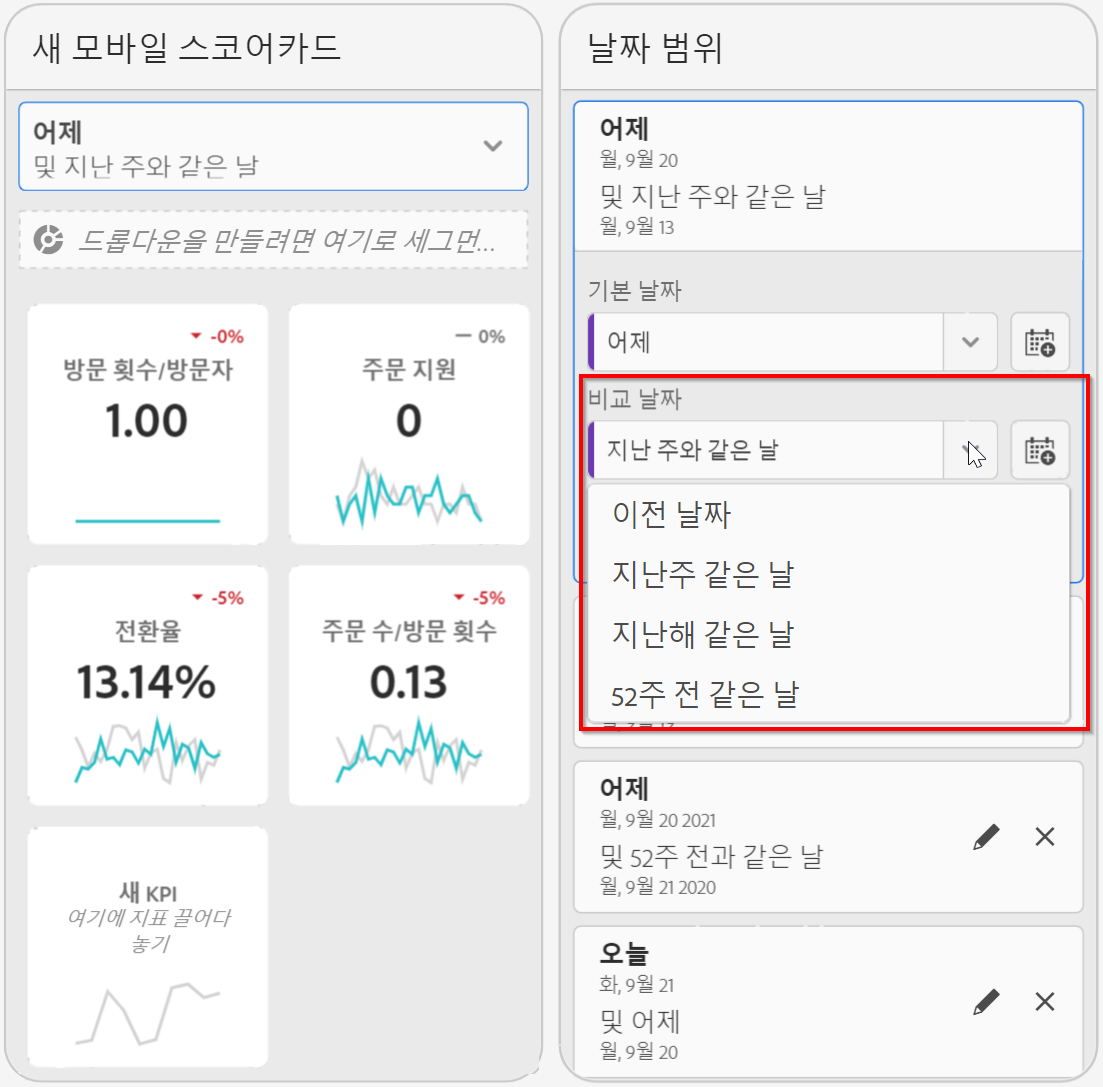 새 모바일 스코어카드
어제
및 지난 주와 같은 날
드롭다운을 만들려면 여기로 세그먼...
-0%
방문 횟수/방문자
1.00
0%
주문 지원
0
-5%
전환율
13.14%
-5%
주문 수/방문 횟수
0.13
새 KPI
여기에 지표 끌어다
놓기
날짜 범위
어제
월, 9월 20
및 지난 주와 같은 날
월, 9월 13
기본 날짜
어제
비교 날짜
지난 주와 같은 날
이전 날짜
지난주 같은 날
지난해 같은 날
52주 전 같은 날
어제
월, 9월 20 2021
및 52주 전과 같은 날
월, 9월 21 2020
오늘
화, 9월 21
및 어제
월, 9월 20